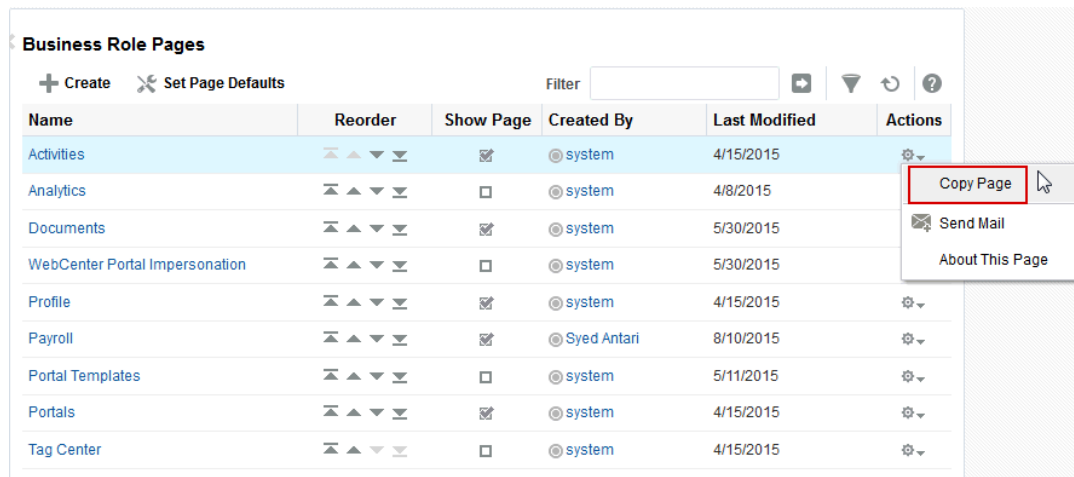 Business Role Pages
Create Set Page Defaults Filter
Name Reorder Show Page Created By Last Modified Actions
Activities system 4/15/2015
Analytics system 4/8/2015
Copy Page
Documents system 5/30/2015
Send Mail
WebCenter Portal Impersonation system 5/30/2015
About This Page
Profile system 4/15/2015
Payroll Syed Antari 8/10/2015
Portal Templates system 5/11/2015
Portals system 4/15/2015
Tag Center system 4/15/2015